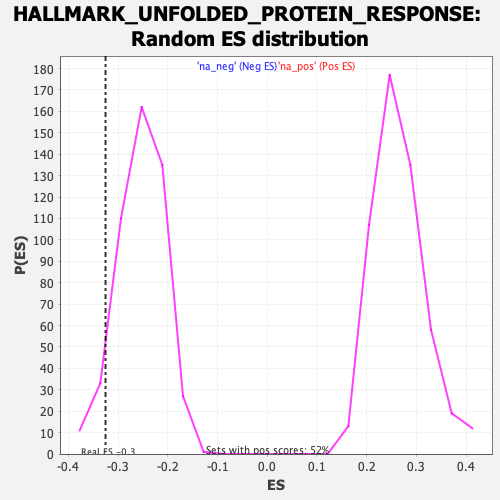 HALLMARK_UNFOLDED_PROTEIN_RESPONSE:
Random ES distribution
'na_neg' (Neg ES) 'na_pos' (Pos ES)
180
170
160
150
140
130
120
110
100
90
80
70
60
50
40
30
20
10
0
P(ES)
Real ES -0.3
Sets with pos scores: 52%
-0.4 -0.3 -0.2 -0.1 0.0 0.1 0.2 0.3 0.4
ES